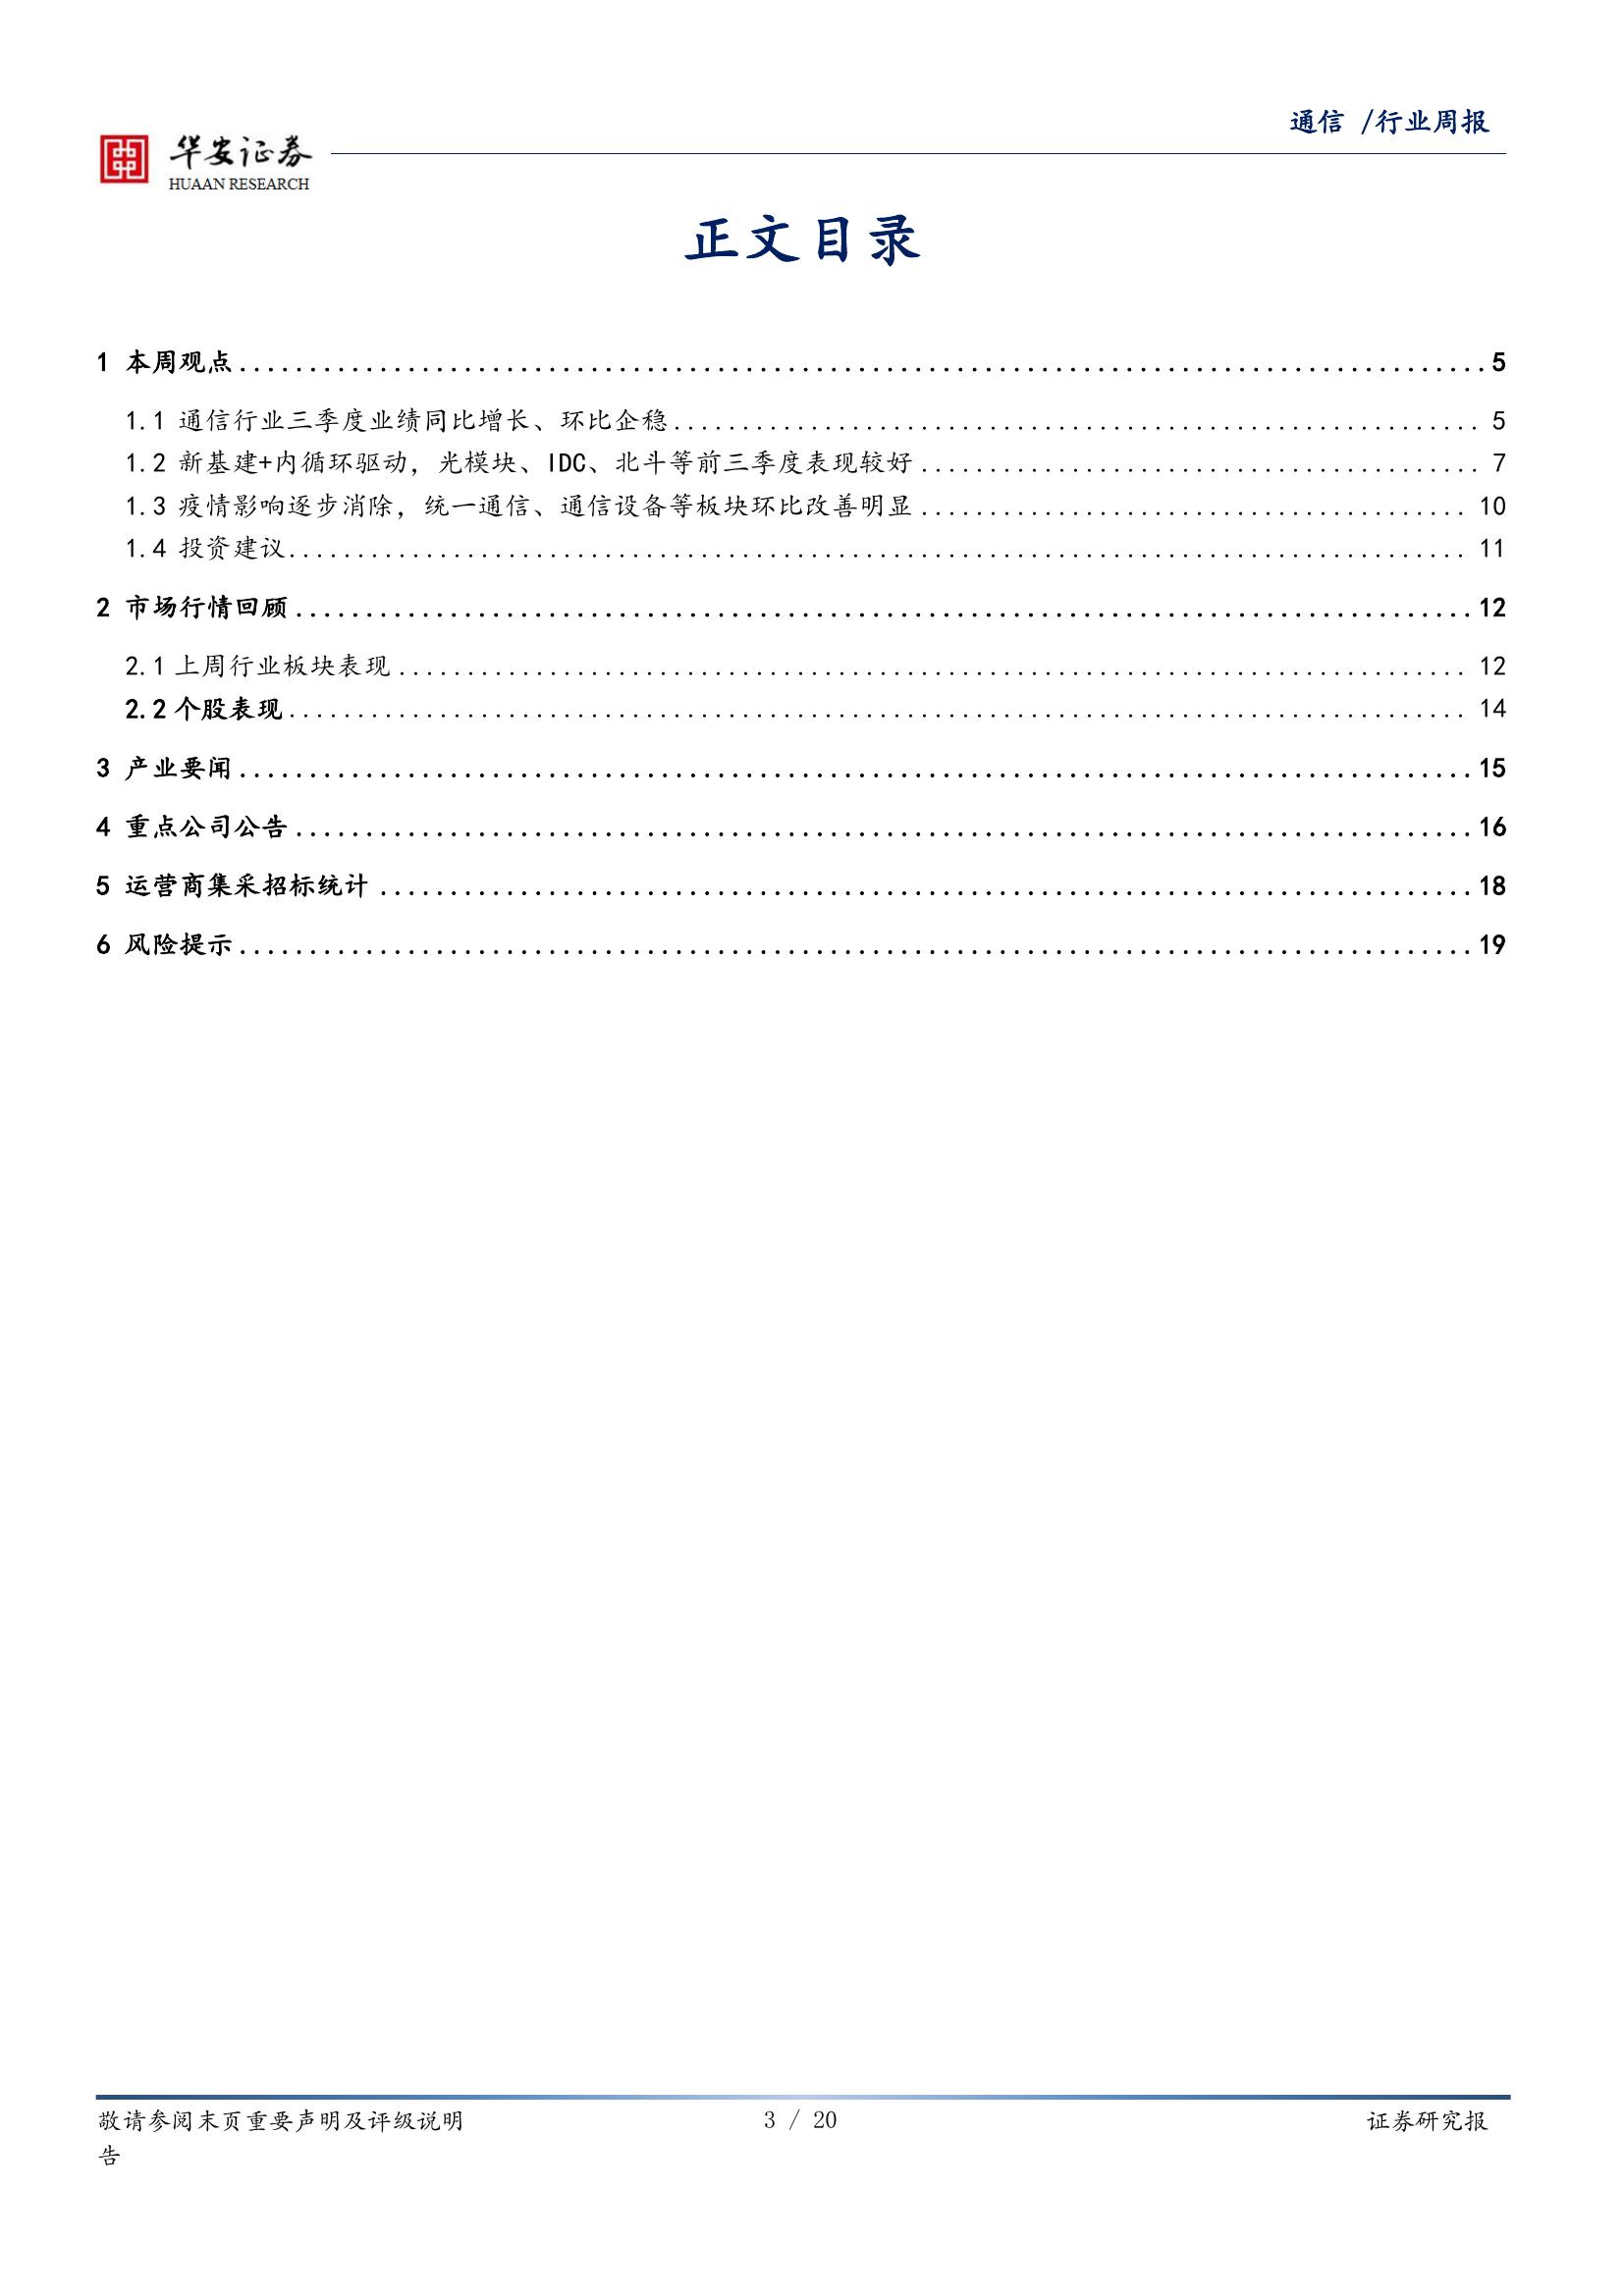 通信 /行业周报
华安证券
HUAAN RESEARCH
正文目录
1 本周观点........................................................................................5
1.1 通信行业三季度业绩同比增长、环比企稳........................................................... 5
1.2 新基建+内循环驱动，光模块、IDC、北斗等前三季度表现较好......................................... 7
1.3 疫情影响逐步消除，统一通信、通信设备等板块环比改善明显........................................ 10
1.4 投资建议...................................................................................... 11
2 市场行情回顾....................................................................................12
2.1 上周行业板块表现.............................................................................. 12
2.2 个股表现...................................................................................... 14
3 产业要闻........................................................................................15
4 重点公司公告....................................................................................16
5 运营商集采招标统计..............................................................................18
6 风险提示........................................................................................19
敬请参阅末页重要声明及评级说明 3 / 20 证券研究报
告